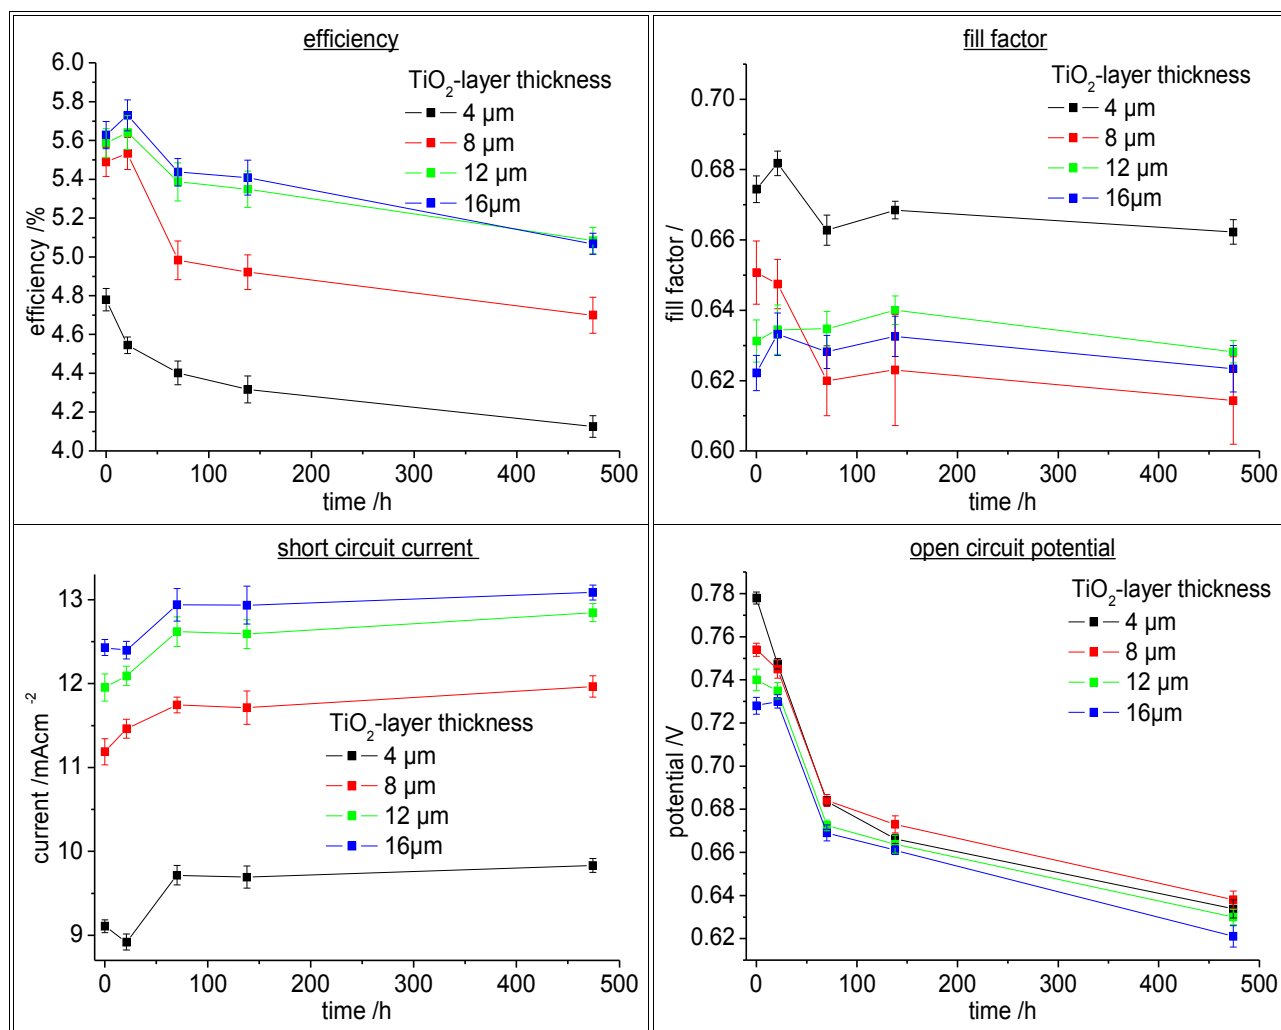 efficiency
TiO2-layer thickness
4 µm
8 µm
12 µm
16µm
6.0
5.8
5.6
5.4
5.2
5.0
4.8
4.6
4.4
4.2
4.0
efficiency /%
0 100 200 300 400 500
time /h
fill factor
TiO2-layer thickness
4 µm
8 µm
12 µm
16µm
0.70
0.68
0.66
0.64
0.62
0.60
fill factor /
0 100 200 300 400 500
time /h
short circuit current
13
12
11
10
9
current /mAcm -2
TiO2-layer thickness
4 µm
8 µm
12 µm
16µm
0 100 200 300 400 500
time /h
open circuit potential
TiO2-layer thickness
4 µm
8 µm
12 µm
16µm
0.78
0.76
0.74
0.72
0.70
0.68
0.66
0.64
0.62
potential /V
0 100 200 300 400 500
time /h